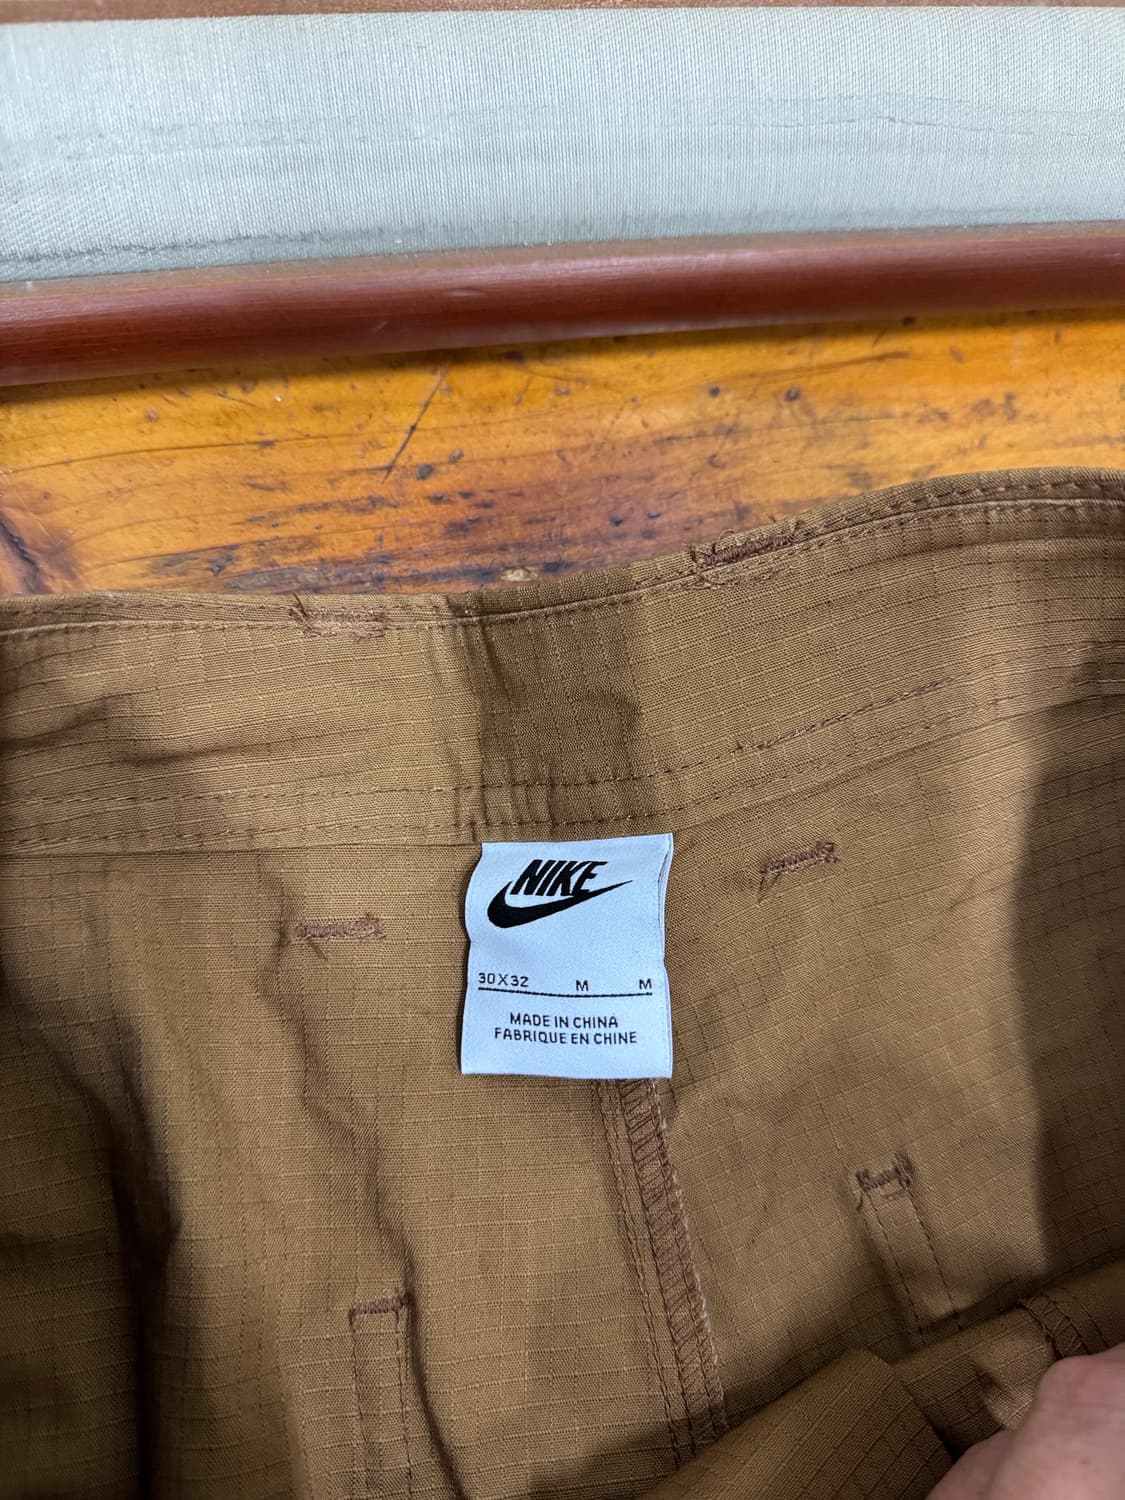 NIKE
30X32 M M
MADE IN CHINA
FABRIQUE EN CHINE